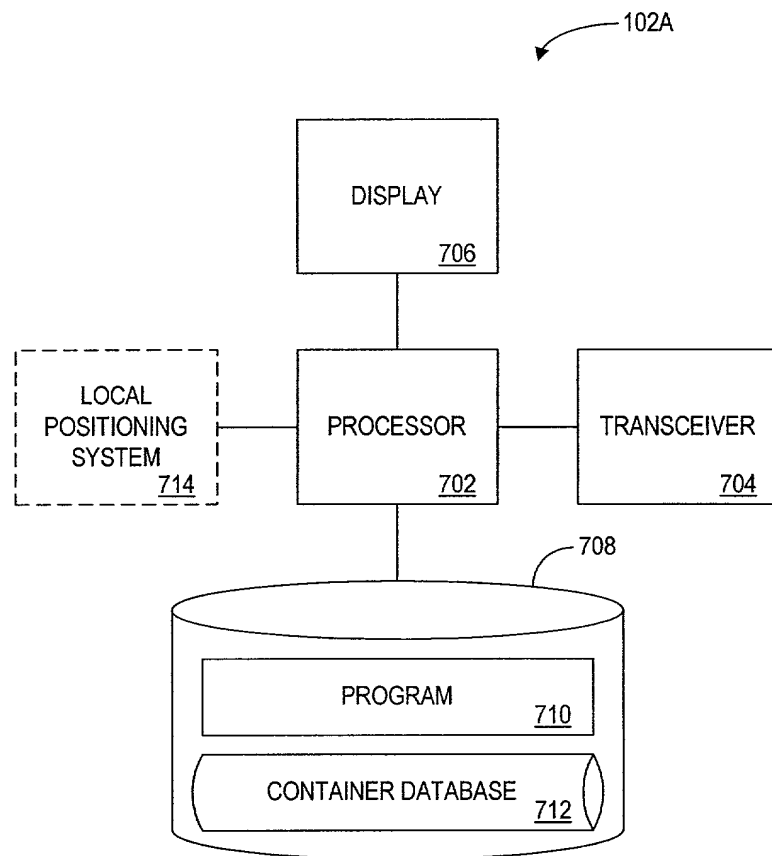 102A
DISPLAY
706
LOCAL
POSITIONING
SYSTEM
714
PROCESSOR
702
TRANSCEIVER
704
708
PROGRAM
710
CONTAINER DATABASE
712